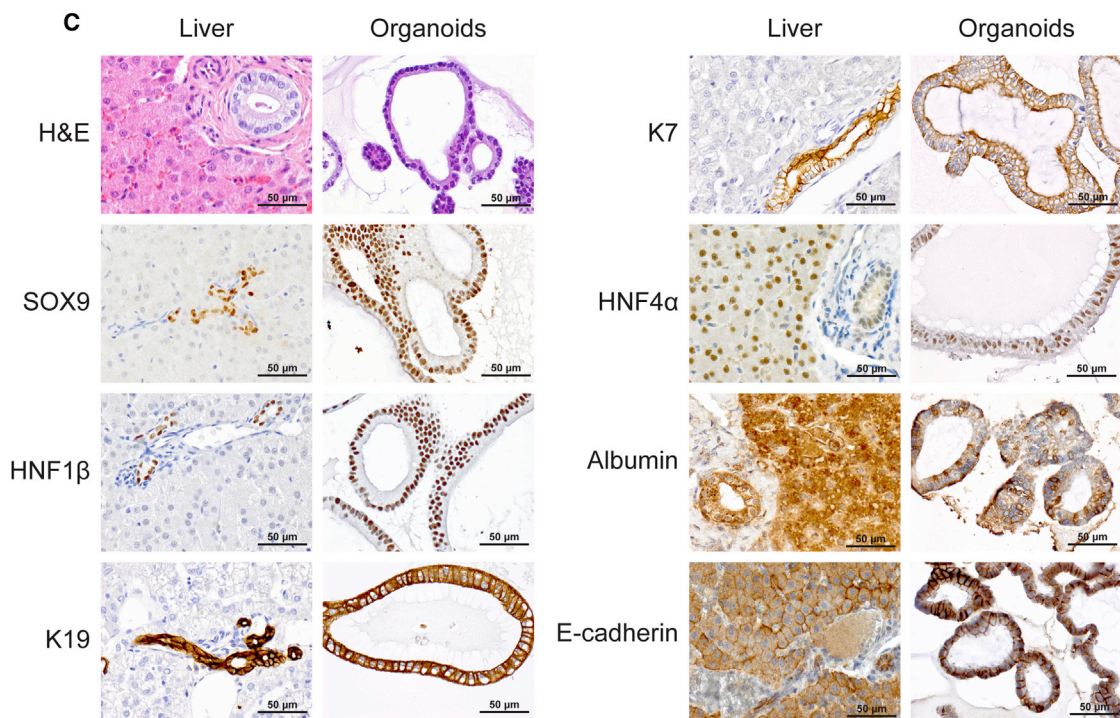 C
Liver Organoids Liver Organoids
H&E 50 µm 50 µm K7 50 µm 50 µm
SOX9 50 µm 50 µm HNF4α 50 µm 50 µm
HNF1β 50 µm 50 µm Albumin 50 µm 50 µm
K19 50 µm 50 µm E-cadherin 50 µm 50 µm